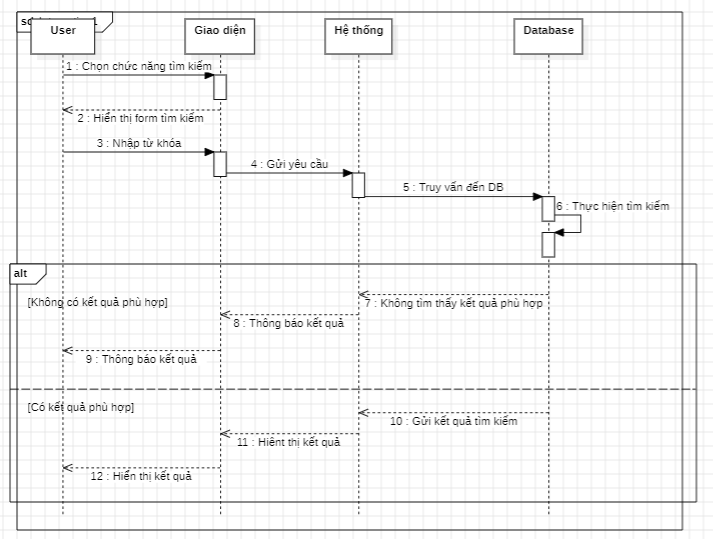 User
Giao diện
Hệ thống
Database
1 : Chọn chức năng tìm kiếm
2 : Hiển thị form tìm kiếm
3 : Nhập từ khóa
4 : Gửi yêu cầu
5 : Truy vấn đến DB
6 : Thực hiện tìm kiếm
alt
[Không có kết quả phù hợp]
7 : Không tìm thấy kết quả phù hợp
8 : Thông báo kết quả
9 : Thông báo kết quả
[Có kết quả phù hợp]
10 : Gửi kết quả tìm kiếm
11 : Hiênt thị kết quả
12 : Hiển thị kết quả